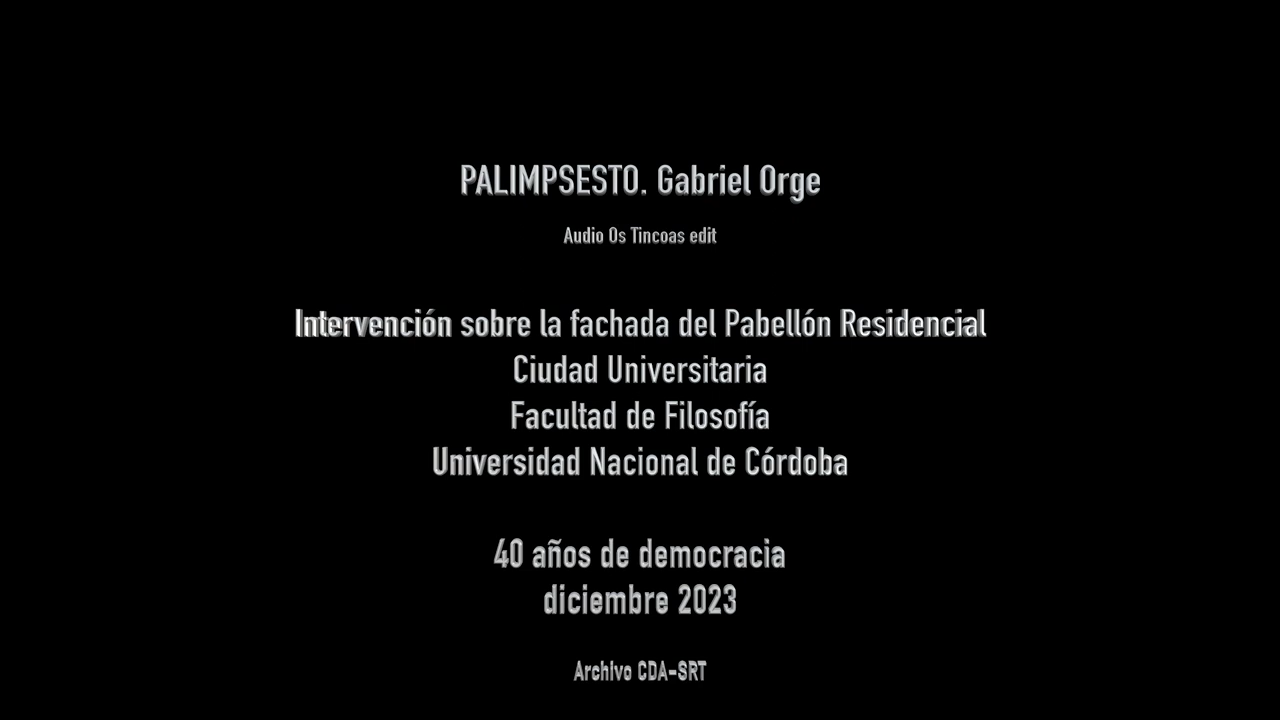 PALIMPSESTO. Gabriel Orge
Audio Os Tincoas edit
Intervención sobre la fachada del Pabellón Residencial
Ciudad Universitaria
Facultad de Filosofía
Universidad Nacional de Córdoba
40 años de democracia
diciembre 2023
Archivo CDA-SRT